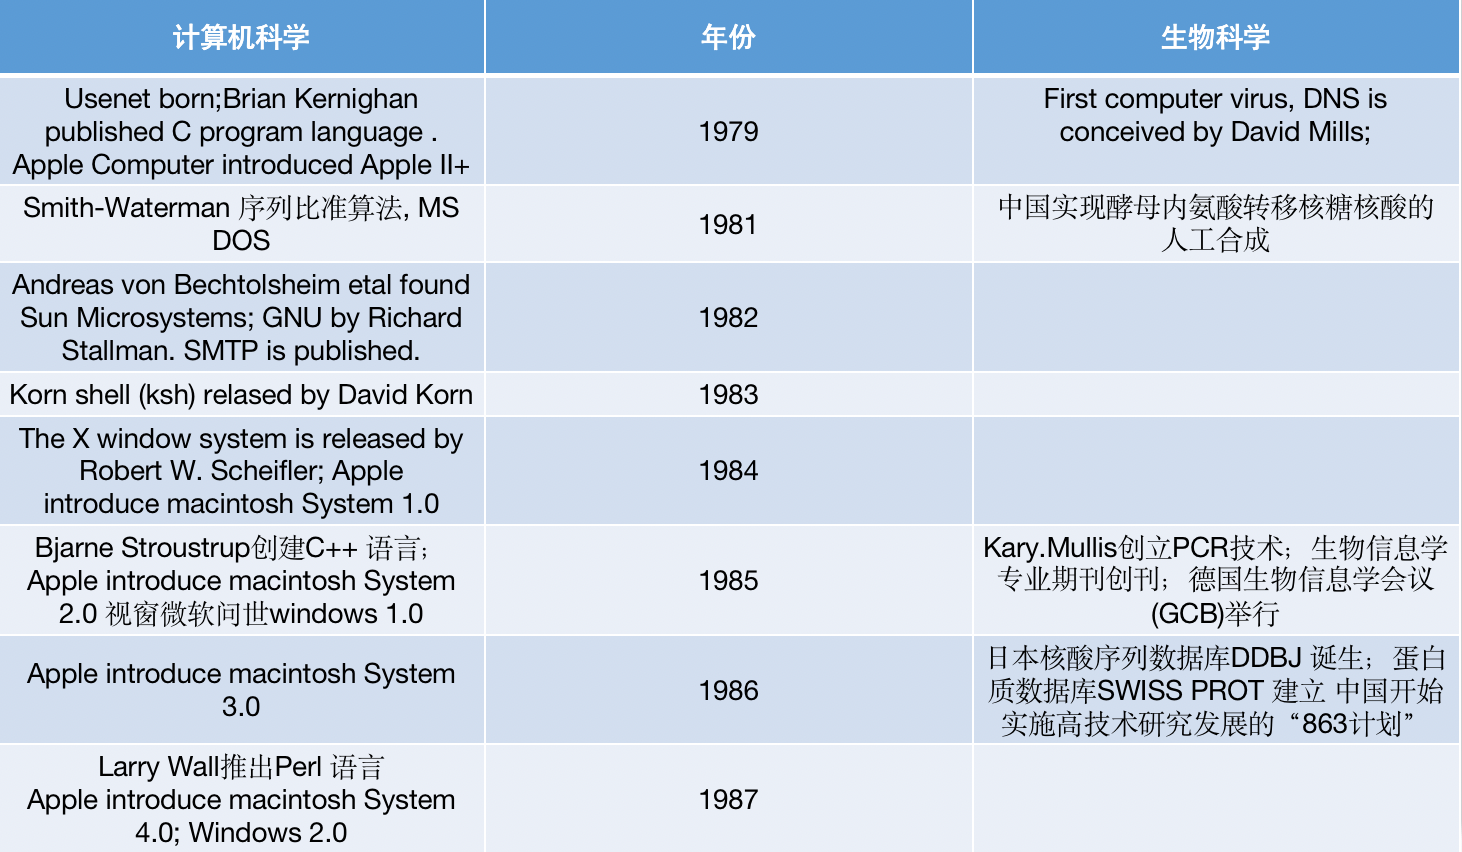 计算机科学
年份
生物科学
Usenet born;Brian Kernighan
published C program language .
Apple Computer introduced Apple II+
1979
First computer virus, DNS is
conceived by David Mills;
Smith-Waterman 序列比准算法, MS
DOS
1981
中国实现酵母内氨酸转移核糖核酸的
人工合成
Andreas von Bechtolsheim etal found
Sun Microsystems; GNU by Richard
Stallman. SMTP is published.
1982
Korn shell (ksh) relased by David Korn
1983
The X window system is released by
Robert W. Scheifler; Apple
introduce macintosh System 1.0
1984
Bjarne Stroustrup创建C++ 语言；
Apple introduce macintosh System
2.0 视窗微软问世windows 1.0
1985
Kary.Mullis创立PCR技术；生物信息学
专业期刊创刊；德国生物信息学会议
(GCB)举行
Apple introduce macintosh System
3.0
1986
日本核酸序列数据库DDBJ 诞生；蛋白
质数据库SWISS PROT 建立 中国开始
实施高技术研究发展的“863计划”
Larry Wall推出Perl 语言
Apple introduce macintosh System
4.0; Windows 2.0
1987